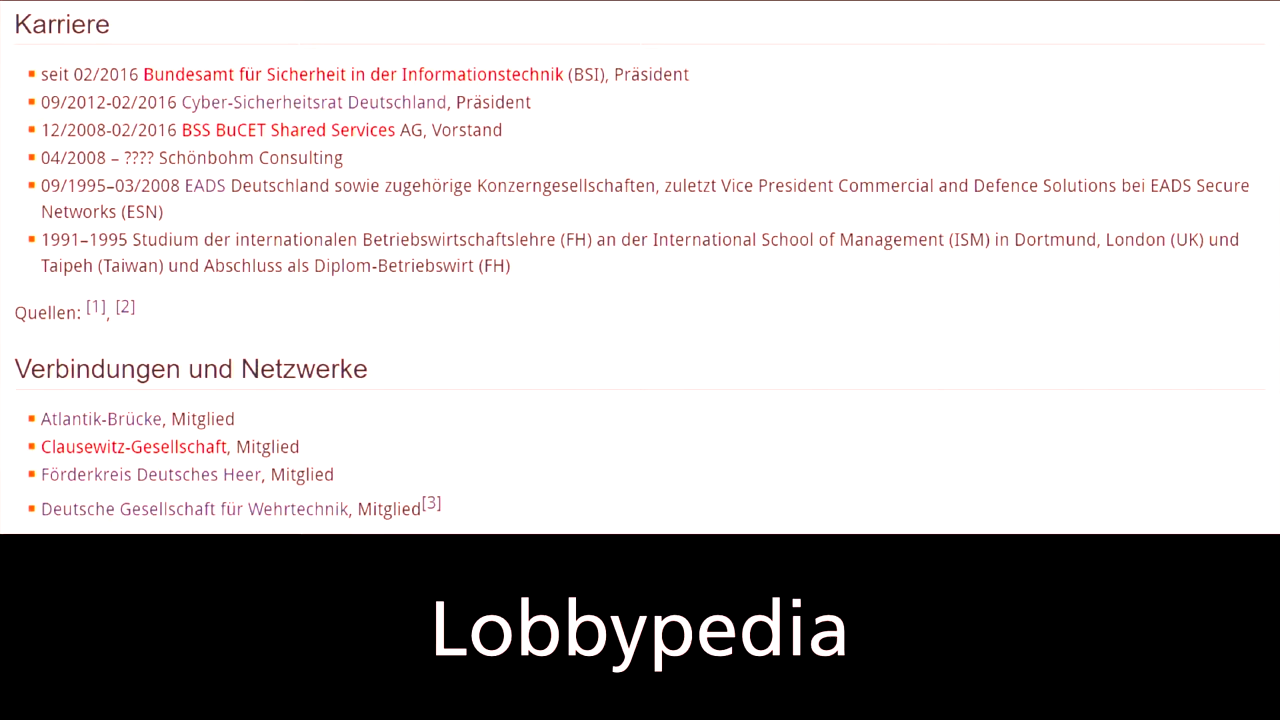 Karriere
seit 02/2016 Bundesamt für Sicherheit in der Informationstechnik (BSI), Präsident
09/2012-02/2016 Cyber-Sicherheitsrat Deutschland, Präsident
12/2008-02/2016 BSS BuCET Shared Services AG, Vorstand
04/2008 – ???? Schönbohm Consulting
09/1995–03/2008 EADS Deutschland sowie zugehörige Konzerngesellschaften, zuletzt Vice President Commercial and Defence Solutions bei EADS Secure
Networks (ESN)
1991–1995 Studium der internationalen Betriebswirtschaftslehre (FH) an der International School of Management (ISM) in Dortmund, London (UK) und
Taipeh (Taiwan) und Abschluss als Diplom-Betriebswirt (FH)
Quellen: [1], [2]
Verbindungen und Netzwerke
Atlantik-Brücke, Mitglied
Clausewitz-Gesellschaft, Mitglied
Förderkreis Deutsches Heer, Mitglied
Deutsche Gesellschaft für Wehrtechnik, Mitglied[3]
Lobbypedia